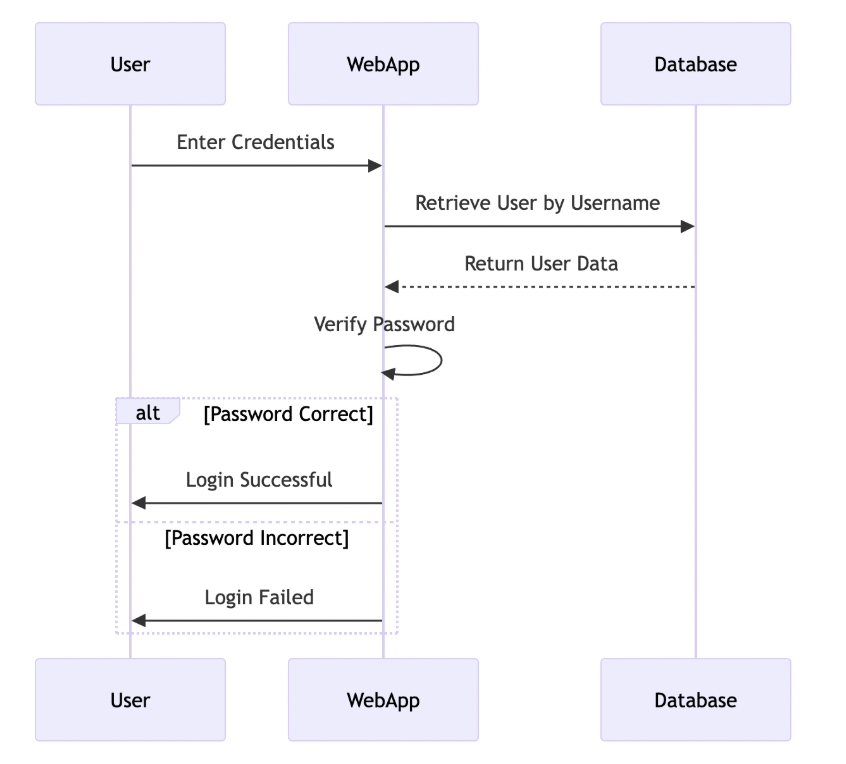 User
WebApp
Database
Enter Credentials
Retrieve User by Username
Return User Data
Verify Password
alt
[Password Correct]
Login Successful
[Password Incorrect]
Login Failed
User
WebApp
Database